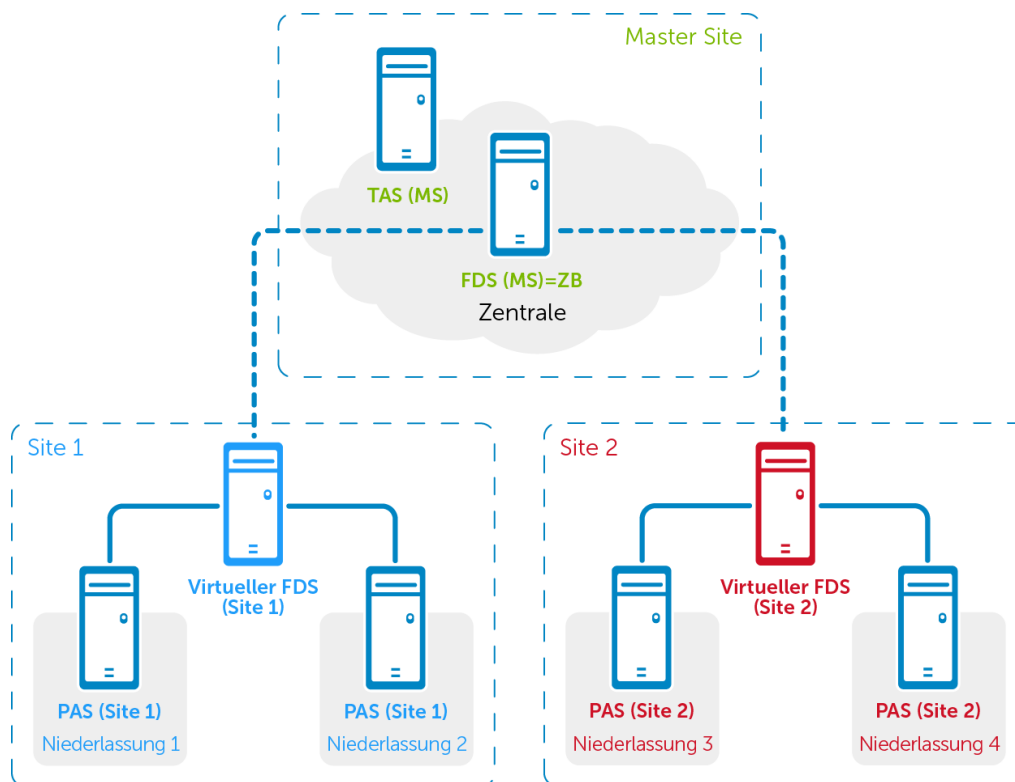 Master Site
TAS (MS)
FDS (MS)=ZB
Zentrale
Site 1
Virtueller FDS
(Site 1)
PAS (Site 1)
Niederlassung 1
PAS (Site 1)
Niederlassung 2
Site 2
Virtueller FDS
(Site 2)
PAS (Site 2)
Niederlassung 3
PAS (Site 2)
Niederlassung 4